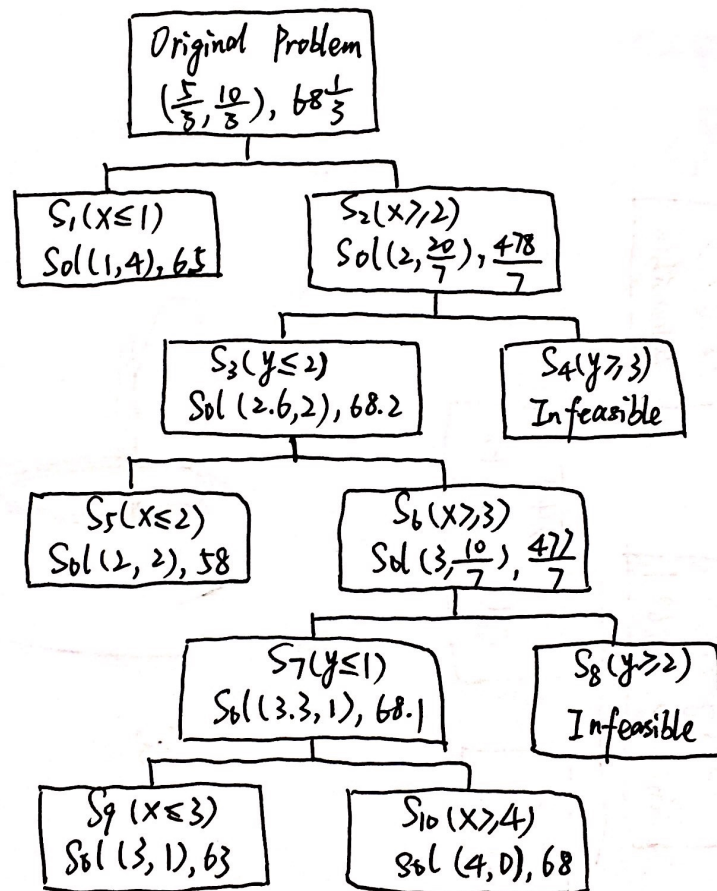 Original Problem
(5/3, 10/3), 68 1/3
S₁(x≤1)
Sol(1,4), 65
S₂(x≥2)
Sol(2, 20/7), 478/7
S₃(y≤2)
Sol(2.6,2), 68.2
S₄(y≥3)
Infeasible
S₅(x≤2)
Sol(2,2), 58
S₆(x≥3)
Sol(3, 10/7), 477/7
S₇(y≤1)
Sol(3.3,1), 68.1
S₈(y≥2)
Infeasible
S₉(x≤3)
Sol(3,1), 63
S₁₀(x≥4)
Sol(4,0), 68